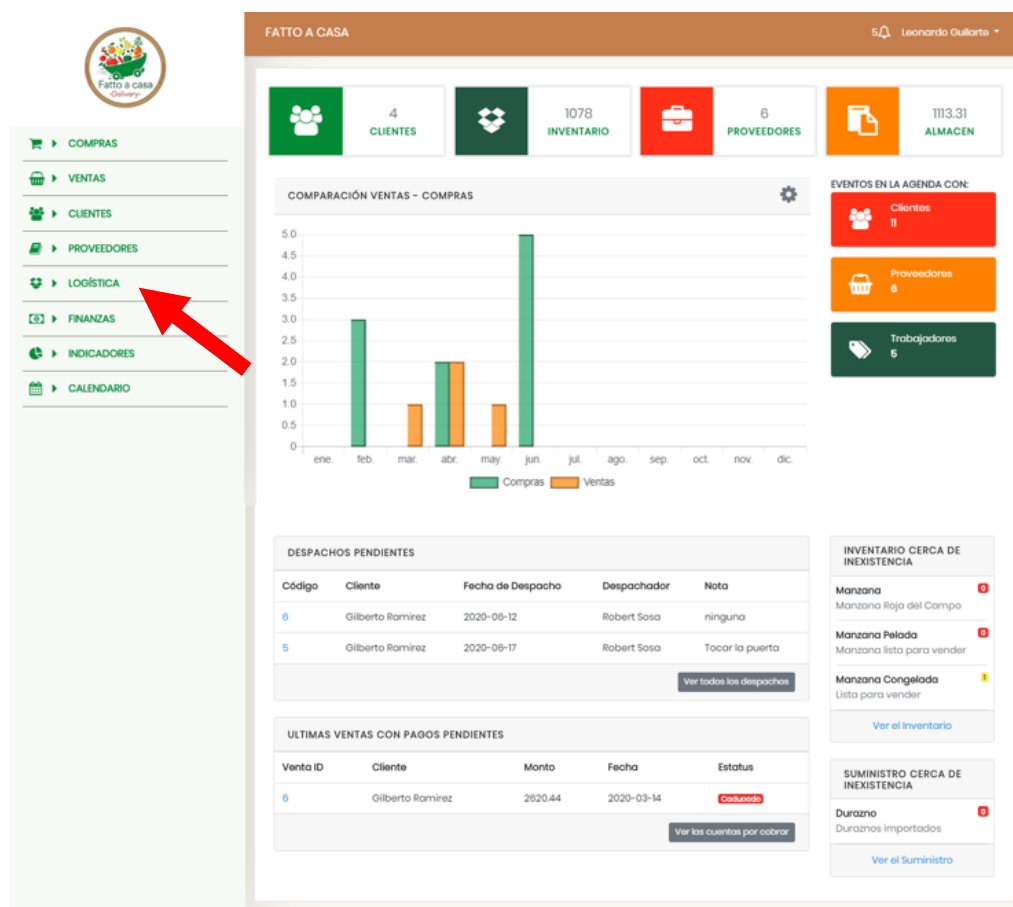 Fatto a casa
-Delivery-
COMPRAS
VENTAS
CLIENTES
PROVEEDORES
LOGÍSTICA
FINANZAS
INDICADORES
CALENDARIO
FATTO A CASA
5 Leonardo Guilarte
4
CLIENTES
1078
INVENTARIO
6
PROVEEDORES
1113.31
ALMACEN
COMPARACIÓN VENTAS - COMPRAS
5.0
4.5
4.0
3.5
3.0
2.5
2.0
1.5
1.0
0.5
0
ene. feb. mar. abr. may. jun. jul. ago. sep. oct. nov. dic.
Compras Ventas
EVENTOS EN LA AGENDA CON:
Clientes
11
Proveedores
6
Trabajadores
5
DESPACHOS PENDIENTES
Código Cliente Fecha de Despacho Despachador Nota
6 Gilberto Ramirez 2020-06-12 Robert Sosa ninguna
5 Gilberto Ramirez 2020-06-17 Robert Sosa Tocar la puerta
Ver todos los despachos
ULTIMAS VENTAS CON PAGOS PENDIENTES
Venta ID Cliente Monto Fecha Estatus
6 Gilberto Ramirez 2620.44 2020-03-14 Caducado
Ver las cuentas por cobrar
INVENTARIO CERCA DE
INEXISTENCIA
Manzana 0
Manzana Roja del Campo
Manzana Pelada 0
Manzana lista para vender
Manzana Congelada 1
Lista para vender
Ver el Inventario
SUMINISTRO CERCA DE
INEXISTENCIA
Durazno 0
Duraznos importados
Ver el Suministro